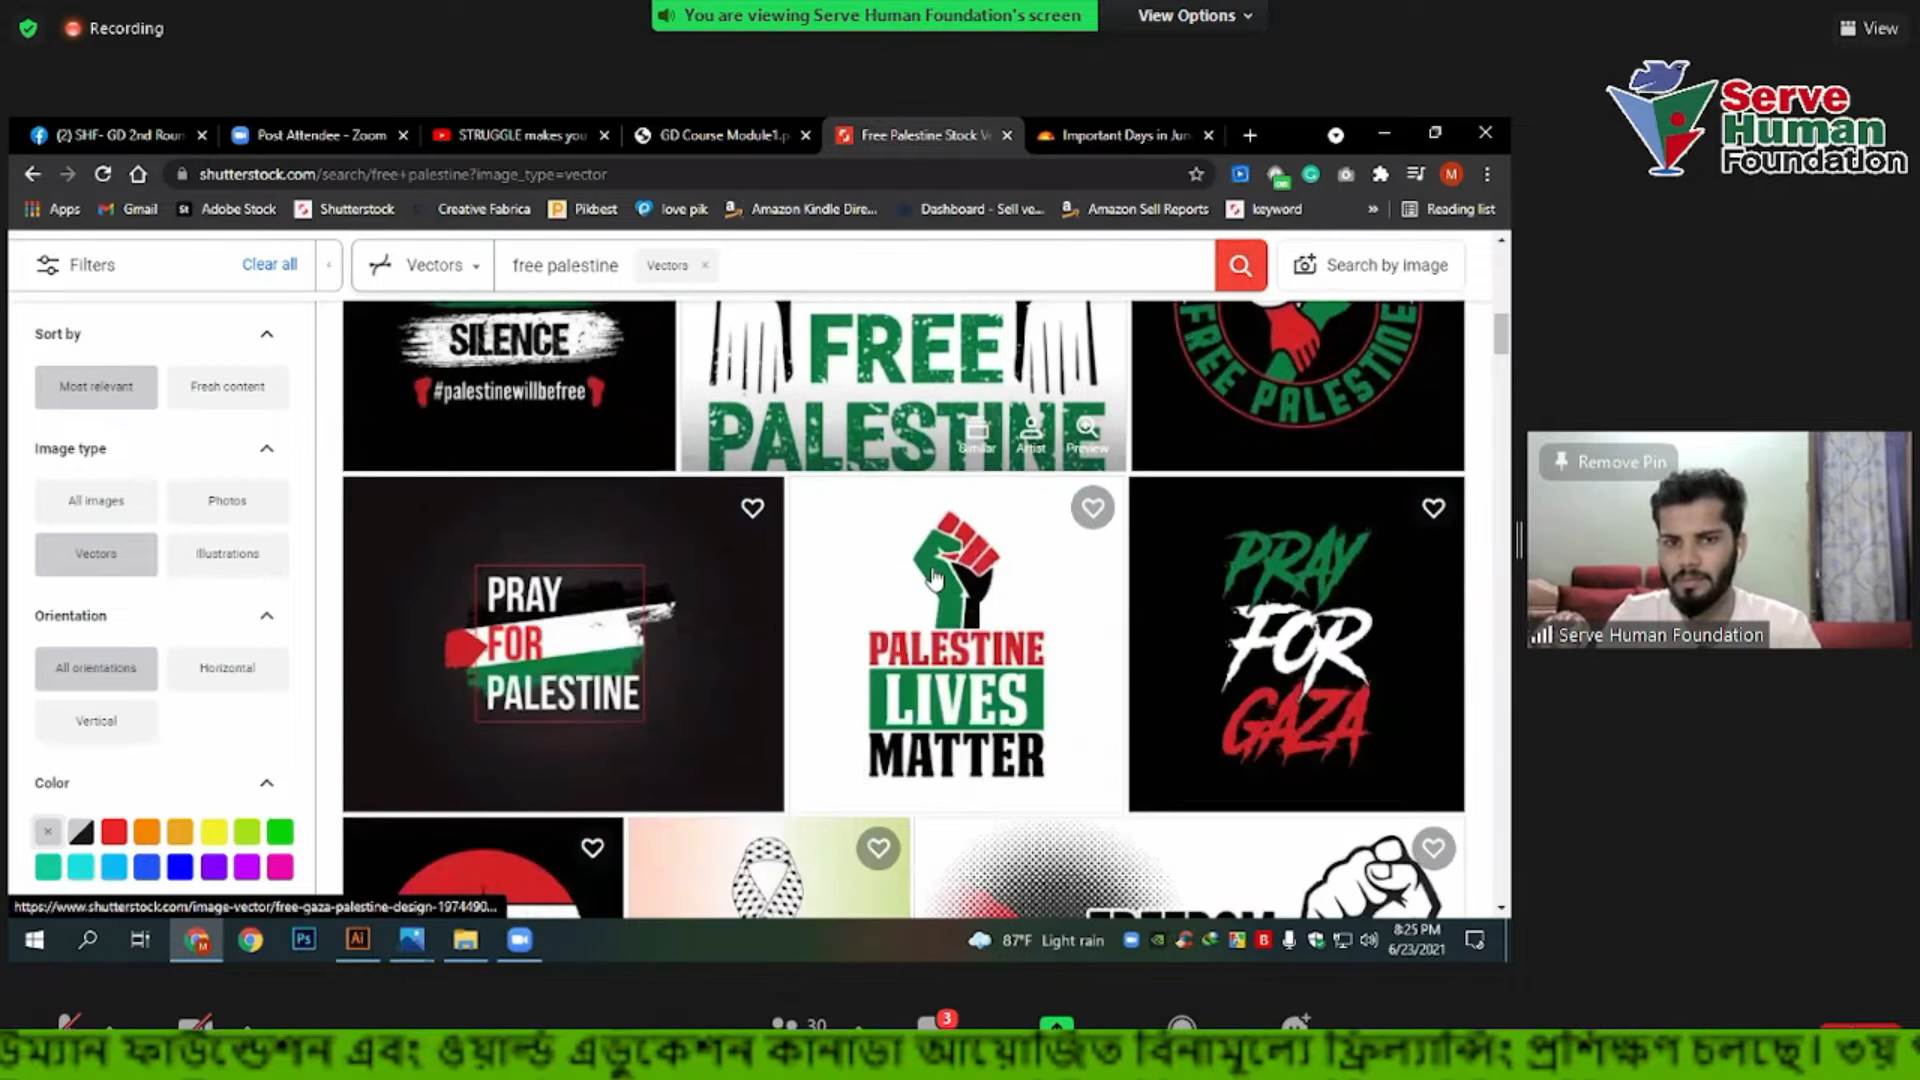 You are viewing Serve Human Foundation's screen
View Options
Recording
View
Serve
Human
Foundation
(2) SHF- GD 2nd Roun
Post Attendee - Zoom
STRUGGLE makes you
GD Course Module1.p
Free Palestine Stock Ve
Important Days in Jun
shutterstock.com/search/free+palestine?image_type=vector
Apps
Gmail
Adobe Stock
Shutterstock
Creative Fabrica
Pikbest
love pik
Amazon Kindle Dire...
Dashboard - Sell ve...
Amazon Sell Reports
keyword
Reading list
Filters
Clear all
Vectors
free palestine
Vectors
Search by image
Sort by
Most relevant
Fresh content
Image type
All images
Photos
Vectors
Illustrations
Orientation
All orientations
Horizontal
Vertical
Color
SILENCE
#palestinewillbefree
FREE
PALESTINE
Similar
Artist
Preview
FREE PALESTINE
PRAY
FOR
PALESTINE
PALESTINE
LIVES
MATTER
PRAY
FOR
GAZA
Remove Pin
Serve Human Foundation
https://www.shutterstock.com/image-vector/free-gaza-palestine-design-1974490...
87°F Light rain
8:25 PM
6/23/2021
30
3
উম্যান ফাউন্ডেশন এবং ওয়ার্ল্ড এডুকেশন কানাডা আয়োজিত বিনামূল্যে ফ্রিল্যান্সিং প্রশিক্ষণ চলছে। ৩য়